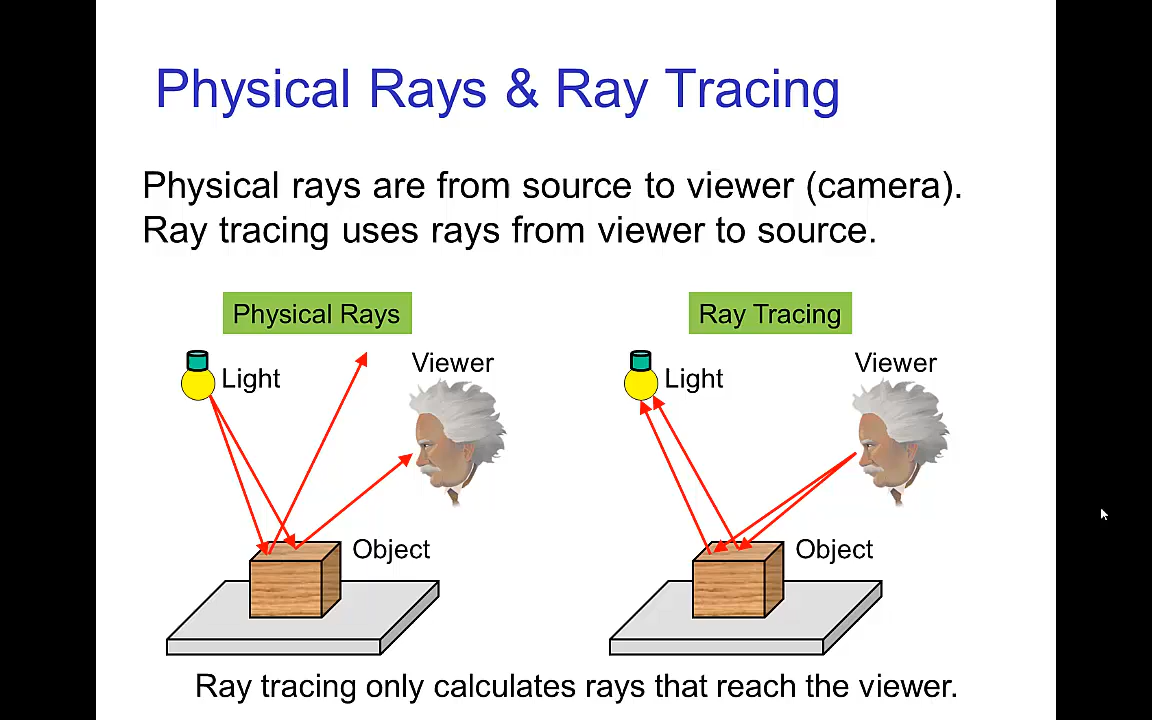 Physical Rays & Ray Tracing
Physical rays are from source to viewer (camera).
Ray tracing uses rays from viewer to source.
Physical Rays
Ray Tracing
Light
Viewer
Object
Light
Viewer
Object
Ray tracing only calculates rays that reach the viewer.